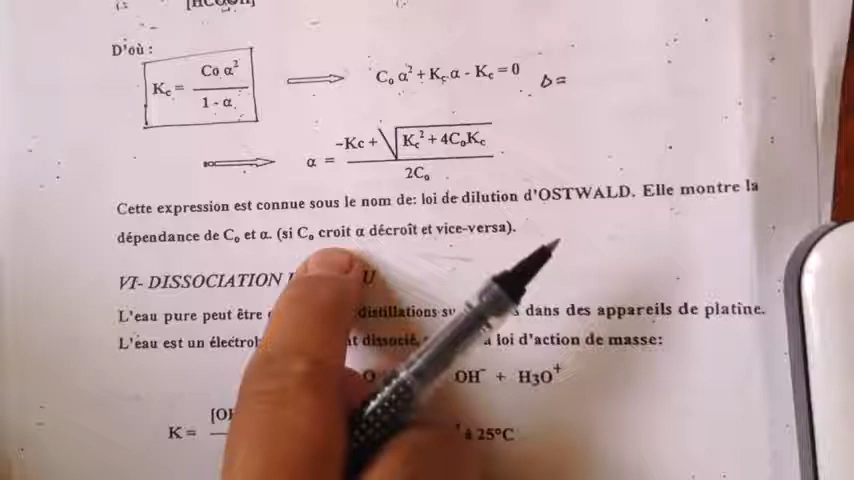 D'où :
Kc = Co α² / 1 - α ⟹ Co α² + Kc α - Kc = 0 Δ=
⟹ α = -Kc + √(Kc² + 4CoKc) / 2Co
Cette expression est connue sous le nom de: loi de dilution d'OSTWALD. Elle montre la
dépendance de Co et α. (si Co croit α décroît et vice-versa).
VI- DISSOCIATION U
L'eau pure peut être distillations dans des appareils de platine.
L'eau est un dissocié, loi d'action de masse:
OH⁻ + H3O⁺
K = à 25°C